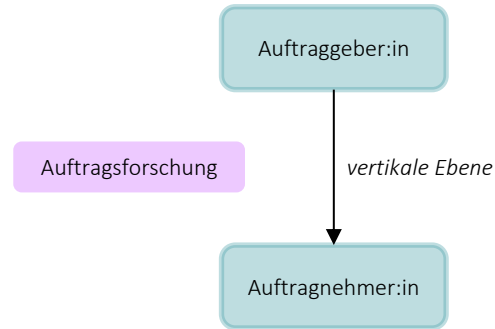 Auftraggeber:in
Auftragsforschung
vertikale Ebene
Auftragnehmer:in